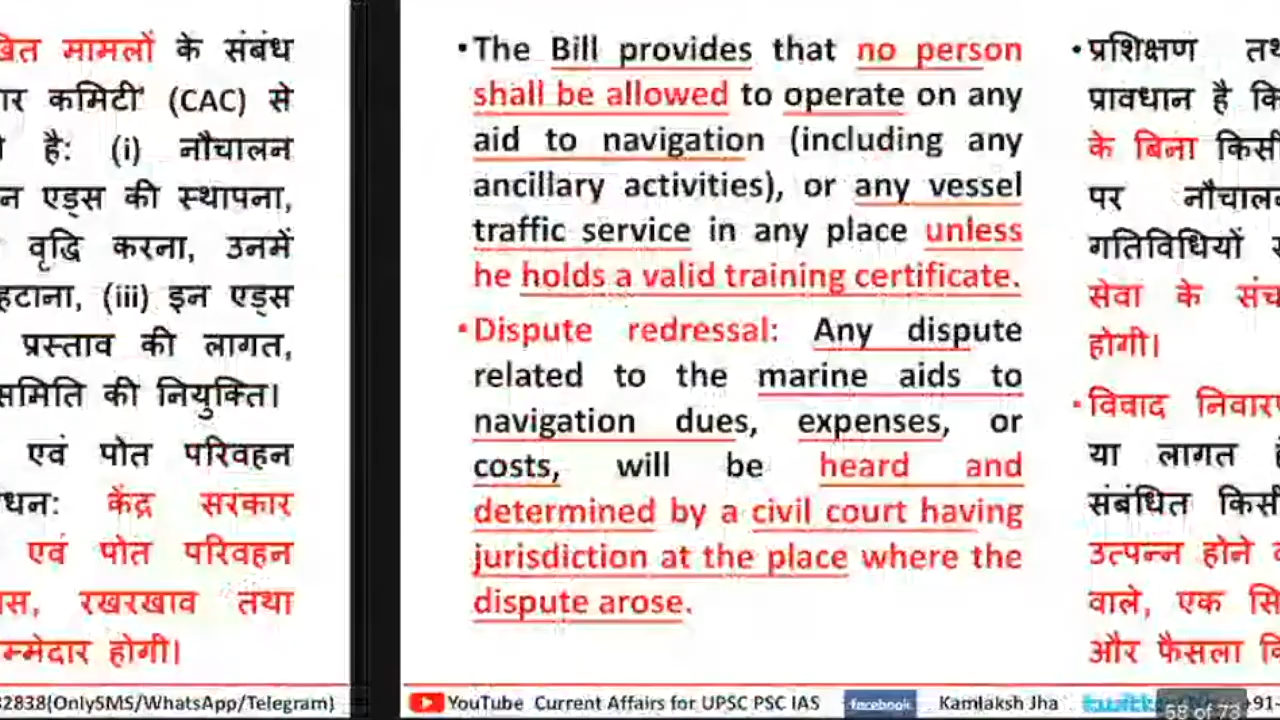 खित मामलों के संबंध
ार कमिटी' (CAC) से
है: (i) नौचालन
न एड्स की स्थापना,
वृद्धि करना, उनमें
हटाना, (iii) इन एड्स
प्रस्ताव की लागत,
समिति की नियुक्ति।
एवं पोत परिवहन
धन: केंद्र सरकार
एवं पोत परिवहन
ास, रखरखाव तथा
म्मेदार होगी।
•The Bill provides that no person
shall be allowed to operate on any
aid to navigation (including any
ancillary activities), or any vessel
traffic service in any place unless
he holds a valid training certificate.
•Dispute redressal: Any dispute
related to the marine aids to
navigation dues, expenses, or
costs, will be heard and
determined by a civil court having
jurisdiction at the place where the
dispute arose.
•प्रशिक्षण
प्रावधान है कि
के बिना किसी
पर नौचालन
गतिविधियों
सेवा के संच
होगी।
•विवाद निवार
या लागत
संबंधित किसी
उत्पन्न होने
वाले, एक सि
और फैसला कि
82838(OnlySMS/WhatsApp/Telegram)
YouTube Current Affairs for UPSC PSC IAS facebook Kamlaksh Jha +91-
58 of 73